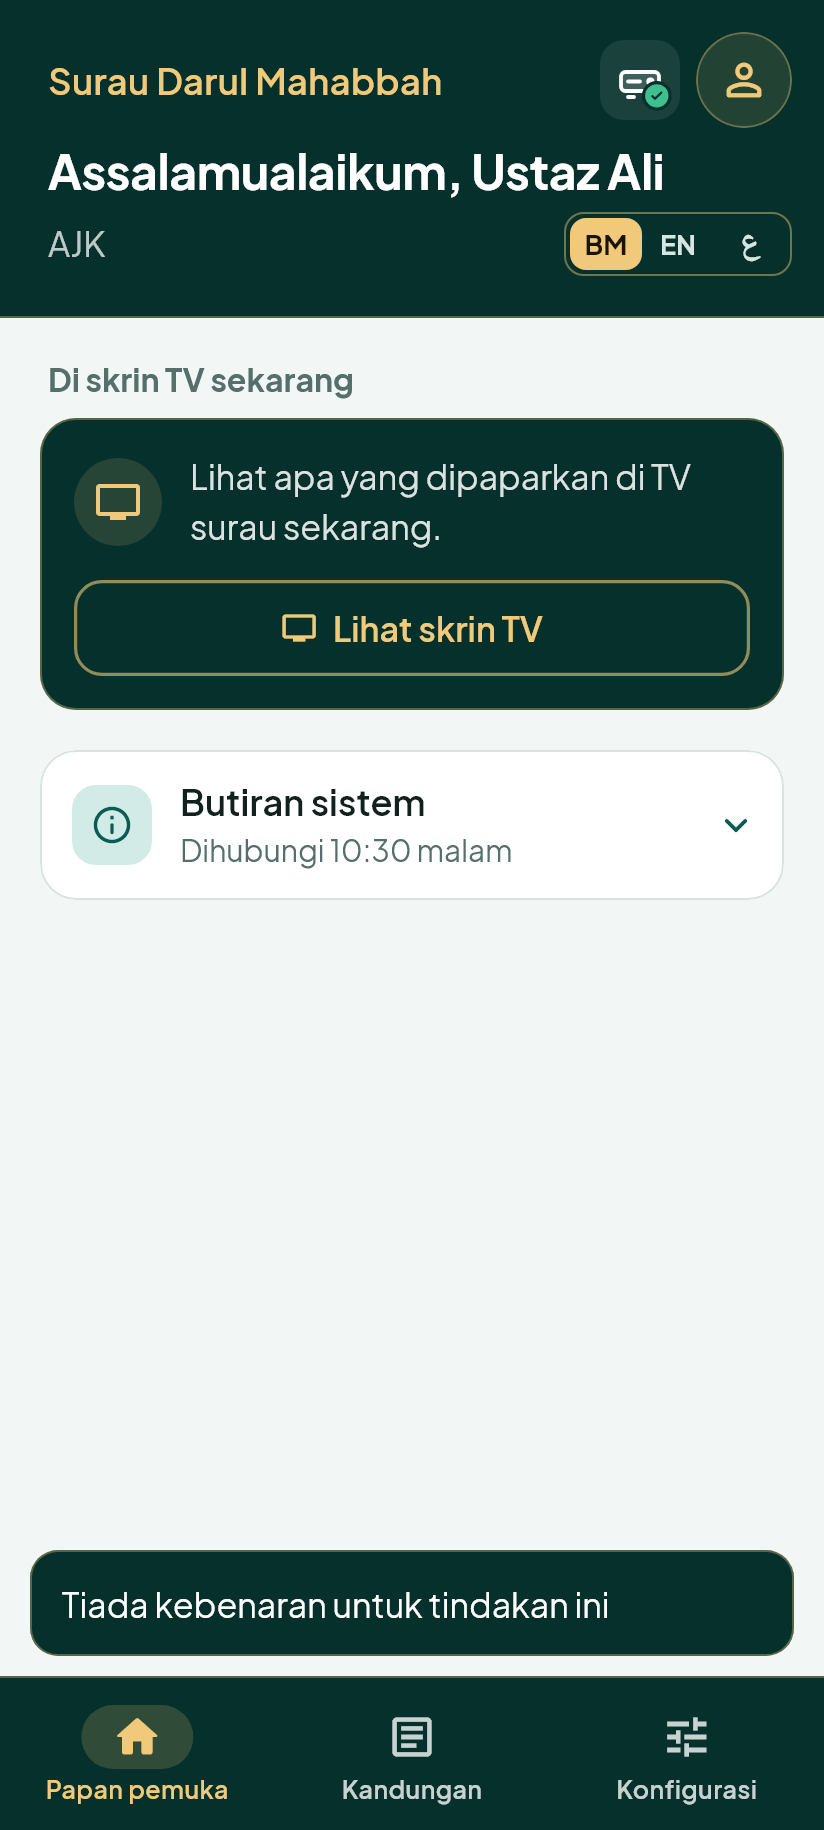 Surau Darul Mahabbah
Assalamualaikum, Ustaz Ali
AJK
BM EN ع
Di skrin TV sekarang
Lihat apa yang dipaparkan di TV
surau sekarang.
Lihat skrin TV
Butiran sistem
Dihubungi 10:30 malam
Tiada kebenaran untuk tindakan ini
Papan pemuka Kandungan Konfigurasi